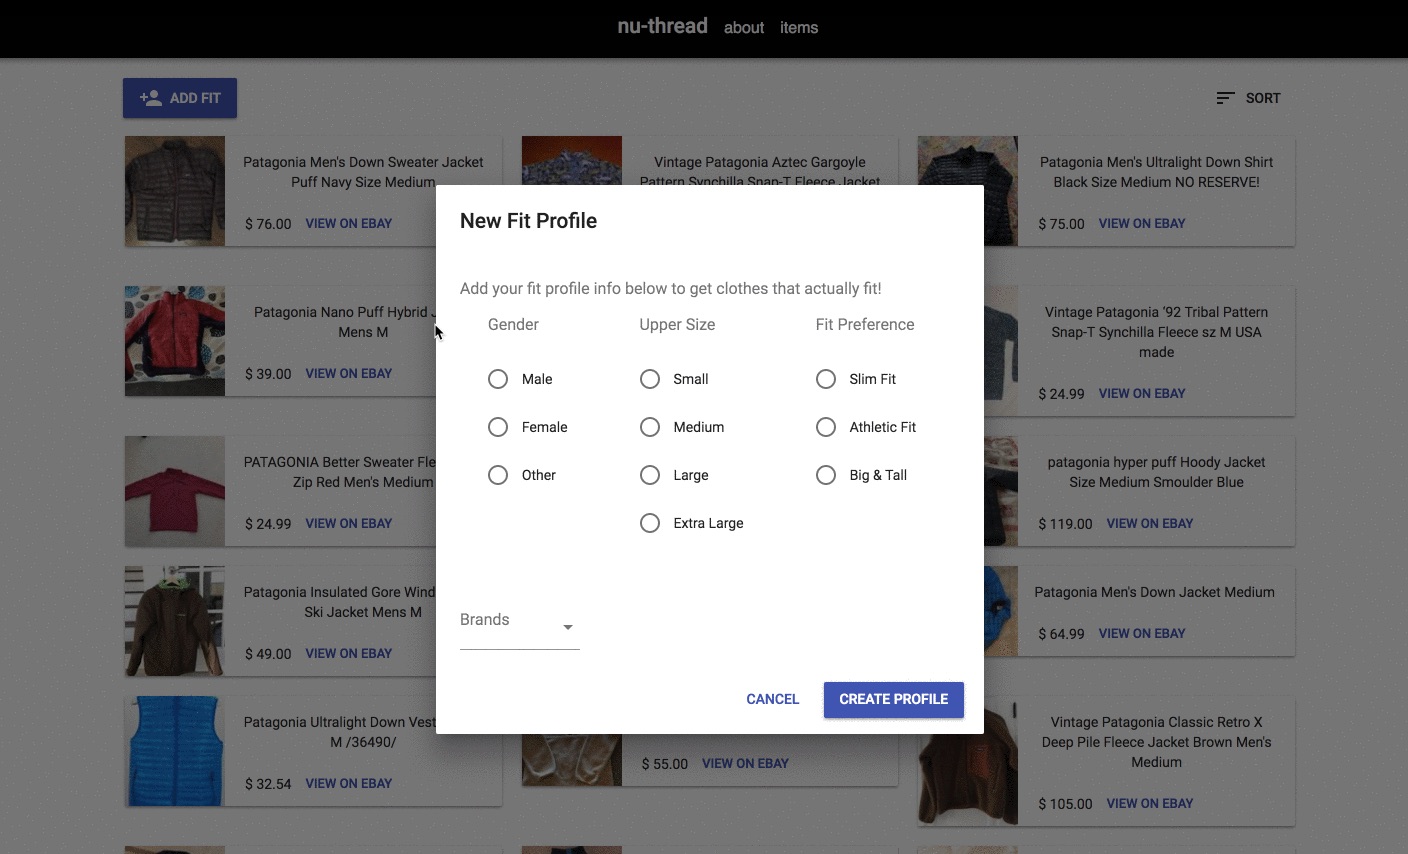 nu-thread about items
ADD FIT
SORT
Patagonia Men's Down Sweater Jacket
Puff Navy Size Medium
$ 76.00 VIEW ON EBAY
Vintage Patagonia Aztec Gargoyle
Pattern Synchilla Snap-T Fleece Jacket
Patagonia Men's Ultralight Down Shirt
Black Size Medium NO RESERVE!
$ 75.00 VIEW ON EBAY
New Fit Profile
Add your fit profile info below to get clothes that actually fit!
Gender
Male
Female
Other
Upper Size
Small
Medium
Large
Extra Large
Fit Preference
Slim Fit
Athletic Fit
Big & Tall
Brands
CANCEL
CREATE PROFILE
Patagonia Nano Puff Hybrid
Mens M
$ 39.00 VIEW ON EBAY
Vintage Patagonia '92 Tribal Pattern
Snap-T Synchilla Fleece sz M USA
made
$ 24.99 VIEW ON EBAY
PATAGONIA Better Sweater
Zip Red Men's Medium
$ 24.99 VIEW ON EBAY
patagonia hyper puff Hoody Jacket
Size Medium Smoulder Blue
$ 119.00 VIEW ON EBAY
Patagonia Insulated Gore Wind
Ski Jacket Mens M
$ 49.00 VIEW ON EBAY
Patagonia Men's Down Jacket Medium
$ 64.99 VIEW ON EBAY
Patagonia Ultralight Down Vest
M /36490/
$ 32.54 VIEW ON EBAY
$ 55.00 VIEW ON EBAY
Vintage Patagonia Classic Retro X
Deep Pile Fleece Jacket Brown Men's
Medium
$ 105.00 VIEW ON EBAY